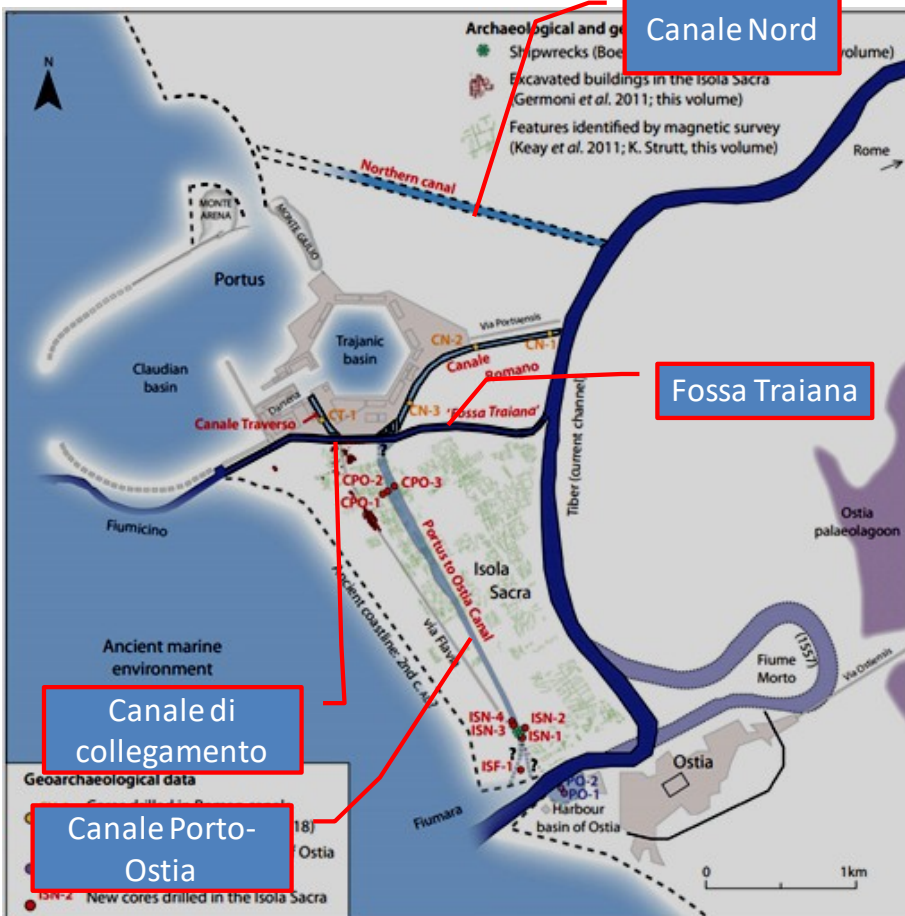 Canale Nord
Archaeological and
Shipwrecks
volume)
Excavated buildings in the Isola Sacra
(Germoni et al. 2011; this volume)
Features identified by magnetic survey
(Keay et al. 2011; K. Strutt, this volume)
N
Rome
Northern canal
MONTE
ARENA
MONTE GIULIO
Portus
Trajanic
basin
Via Portuensis
CN-2
CN-1
Canale
Romano
Claudian
basin
Darsena
CN-3
'Fossa Traiana'
Fossa Traiana
Canale Traverso
CT-1
?
Tiber (current channel)
CPO-2
CPO-3
CPO-1
Fiumicino
Ostia
palaeolagoon
Portus to Ostia Canal
Isola
Sacra
Ancient coastline: 2nd c. AD?
via Flavia
Ancient marine
environment
Fiume
Morto
(1557)
Via Ostiensis
Canale di
collegamento
ISN-4
ISN-2
ISN-3
ISN-1
?
?
ISF-1
Ostia
PO-2
PO-1
Geoarchaeological data
Harbour
basin of Ostia
Fiumara
Canale Porto-
Ostia
18)
of Ostia
ISN-2
New cores drilled in the Isola Sacra
0
1km